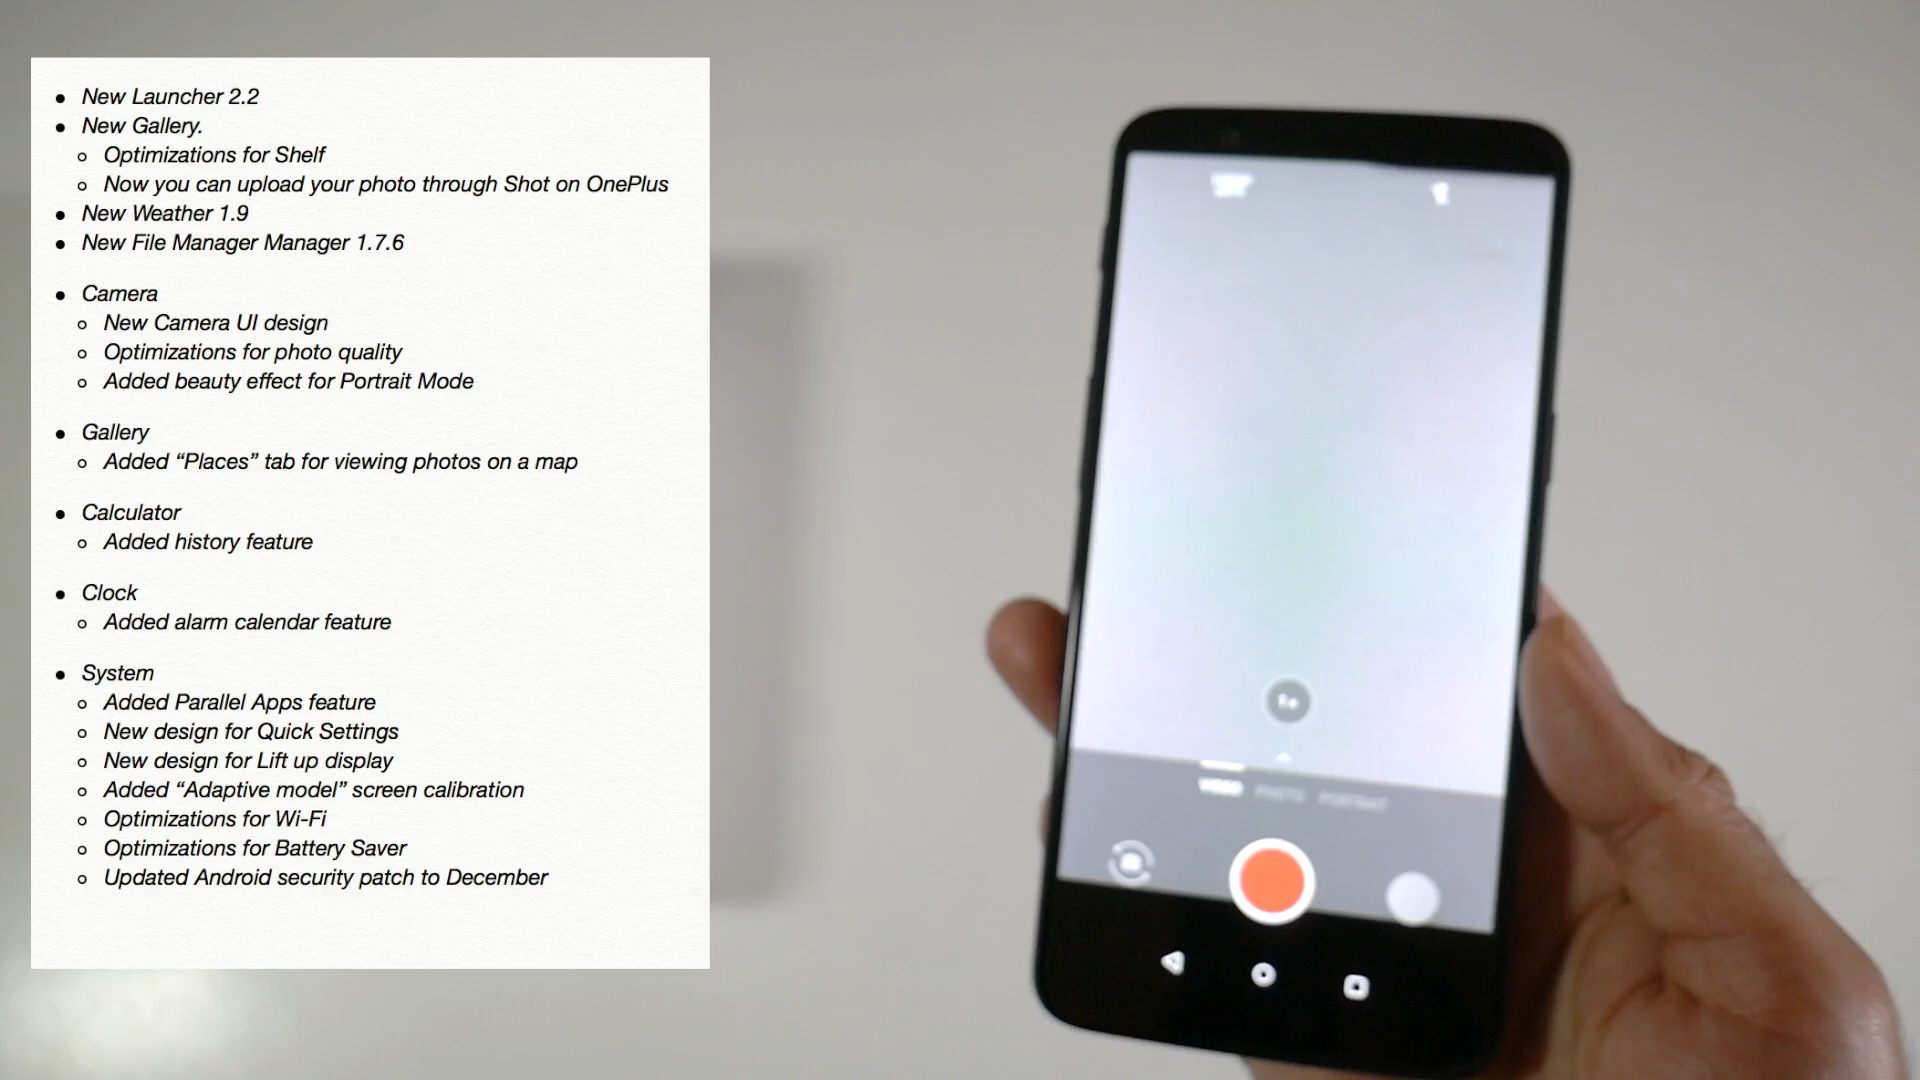 New Launcher 2.2
New Gallery.
Optimizations for Shelf
Now you can upload your photo through Shot on OnePlus
New Weather 1.9
New File Manager Manager 1.7.6
Camera
New Camera UI design
Optimizations for photo quality
Added beauty effect for Portrait Mode
Gallery
Added “Places” tab for viewing photos on a map
Calculator
Added history feature
Clock
Added alarm calendar feature
System
Added Parallel Apps feature
New design for Quick Settings
New design for Lift up display
Added “Adaptive model” screen calibration
Optimizations for Wi-Fi
Optimizations for Battery Saver
Updated Android security patch to December
VIDEO PHOTO PORTRAIT